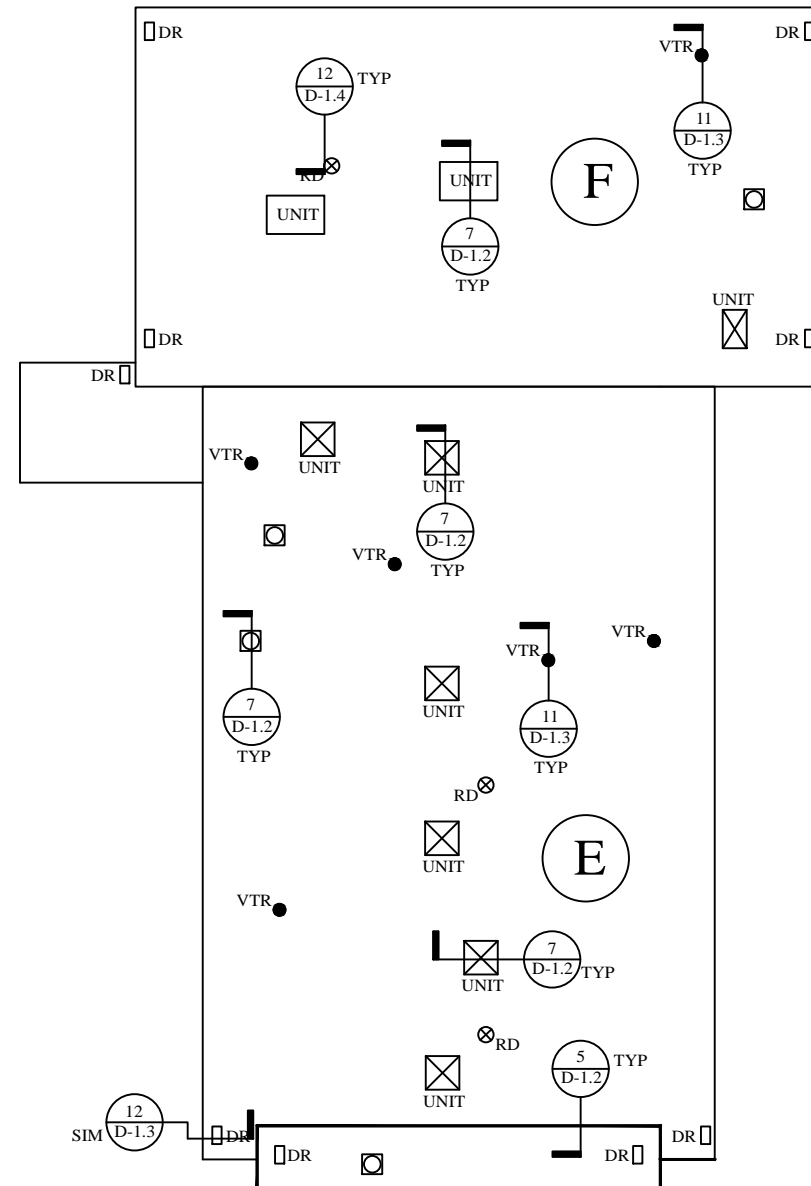 DR
DR
VTR
12
D-1.4
TYP
11
D-1.3
TYP
RD
UNIT
UNIT
F
7
D-1.2
TYP
UNIT
DR
DR
DR
VTR
UNIT
UNIT
7
D-1.2
TYP
VTR
VTR
VTR
7
D-1.2
TYP
UNIT
11
D-1.3
TYP
RD
UNIT
E
VTR
7
D-1.2
TYP
UNIT
RD
5
D-1.2
TYP
UNIT
12
D-1.3
SIM
DR
DR
DR
DR